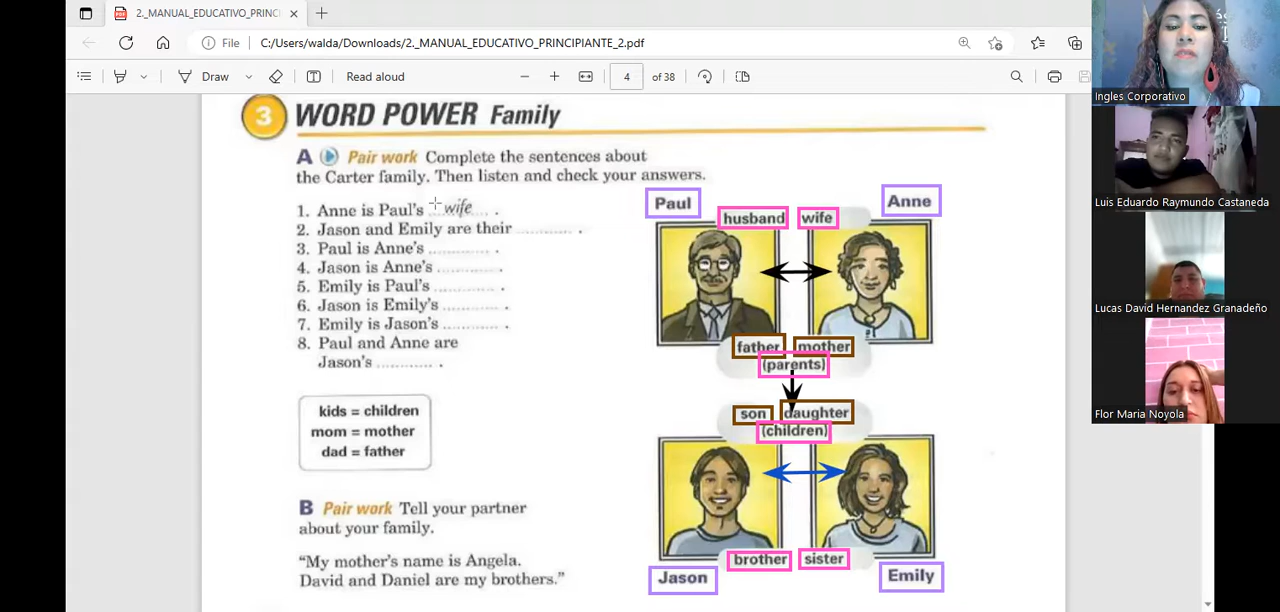 2._MANUAL_EDUCATIVO_PRINCI
File
C:/Users/walda/Downloads/2._MANUAL_EDUCATIVO_PRINCIPIANTE_2.pdf
Draw
Read aloud
4
of 38
3 WORD POWER Family
A Pair work Complete the sentences about
the Carter family. Then listen and check your answers.
1. Anne is Paul's ...wife... .
2. Jason and Emily are their ............ .
3. Paul is Anne's ............ .
4. Jason is Anne's ............ .
5. Emily is Paul's ............ .
6. Jason is Emily's ............ .
7. Emily is Jason's ............ .
8. Paul and Anne are
Jason's ............ .
kids = children
mom = mother
dad = father
B Pair work Tell your partner
about your family.
"My mother's name is Angela.
David and Daniel are my brothers."
Paul
Anne
husband wife
father mother
(parents)
son daughter
(children)
brother sister
Jason
Emily
Ingles Corporativo
Luis Eduardo Raymundo Castaneda
Lucas David Hernandez Granadeño
Flor Maria Noyola